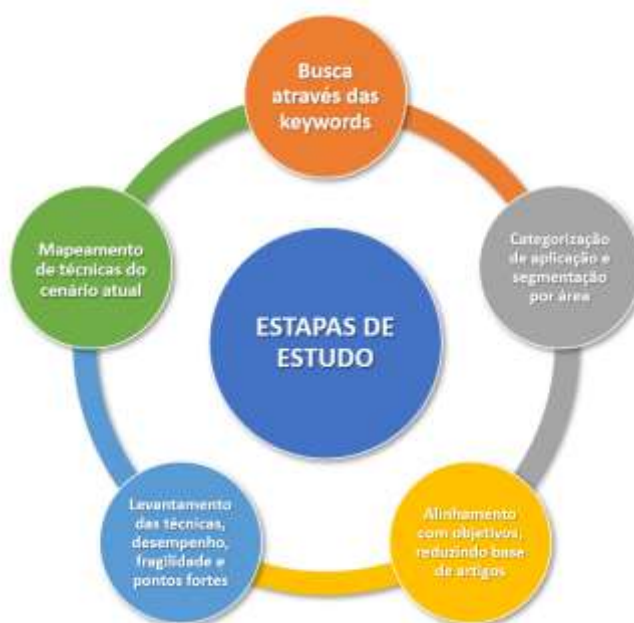 Busca
através das
keywords
Categorização
de aplicação e
segmentação
por área
Alinhamento
com objetivos,
reduzindo base
de artigos
Levantamento
das técnicas,
desempenho,
fragilidade e
pontos fortes
Mapeamento
de técnicas do
cenário atual
ESTAPAS DE
ESTUDO